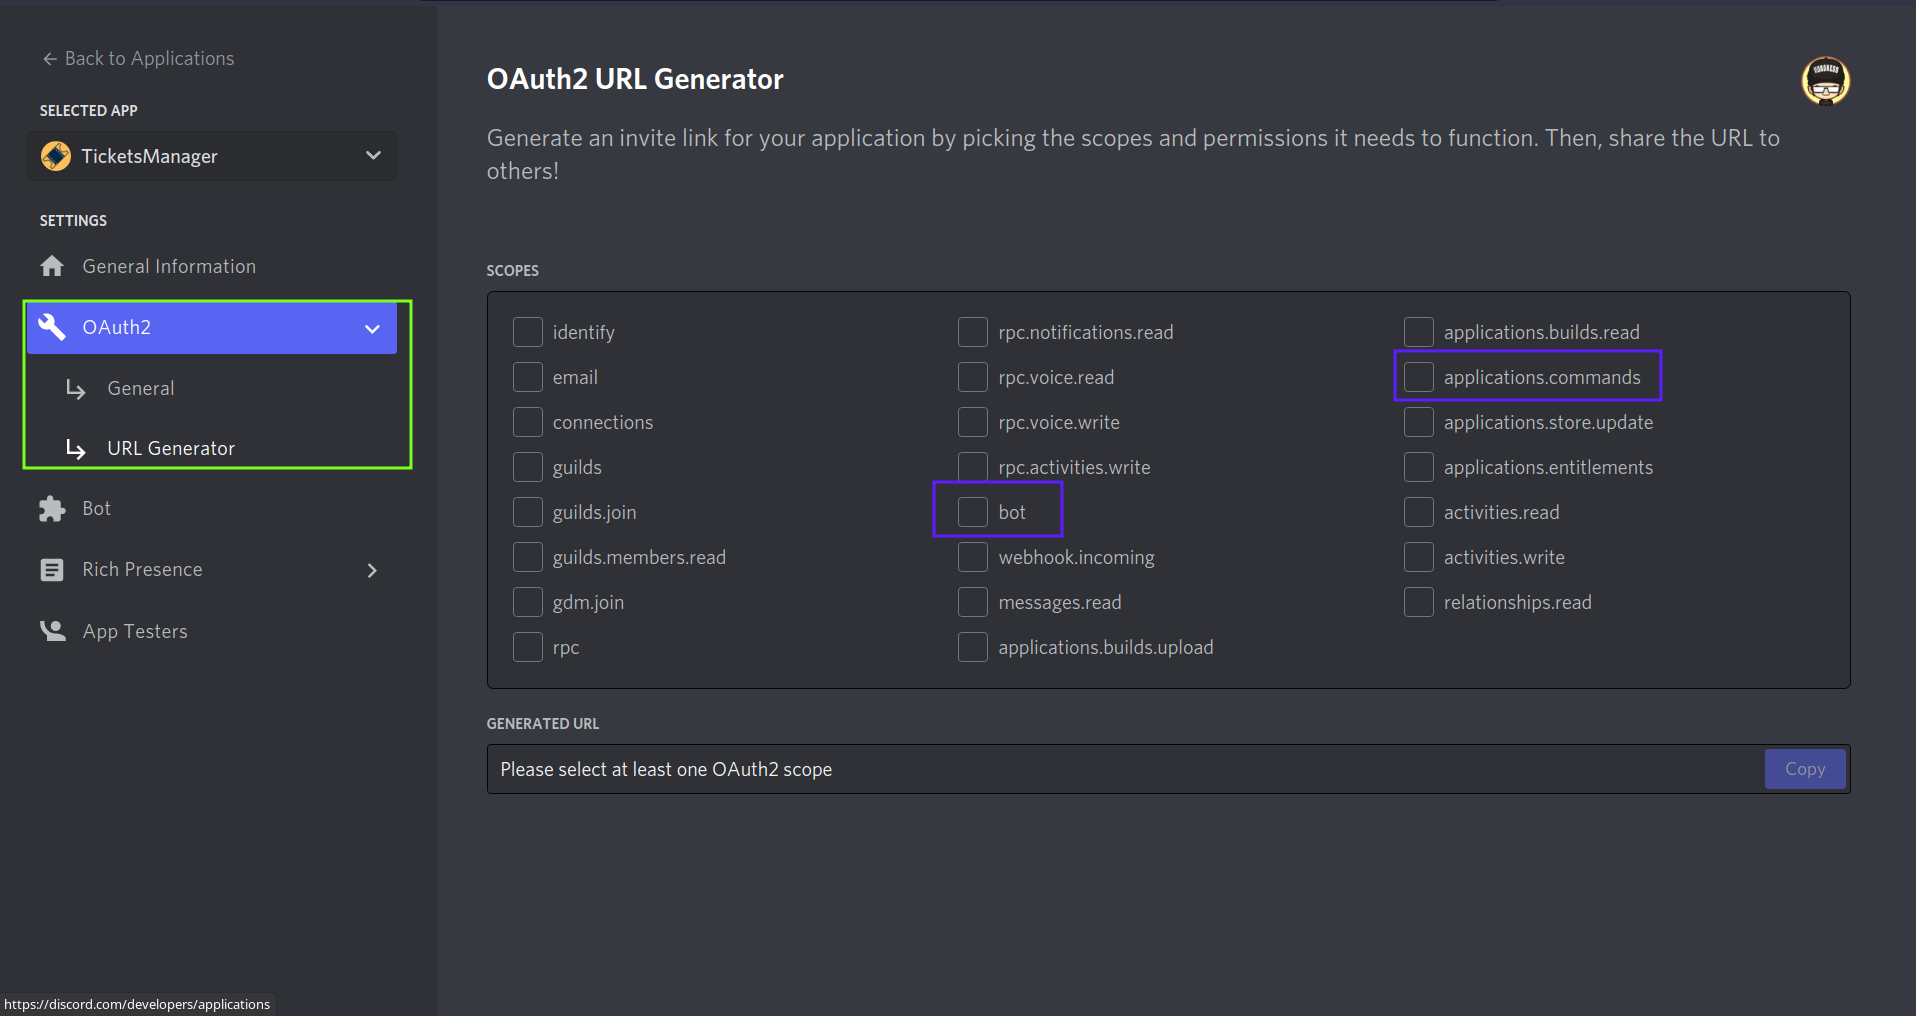 Back to Applications
SELECTED APP
TicketsManager
SETTINGS
General Information
OAuth2
General
URL Generator
Bot
Rich Presence
App Testers
OAuth2 URL Generator
Generate an invite link for your application by picking the scopes and permissions it needs to function. Then, share the URL to
others!
SCOPES
identify
email
connections
guilds
guilds.join
guilds.members.read
gdm.join
rpc
rpc.notifications.read
rpc.voice.read
rpc.voice.write
rpc.activities.write
bot
webhook.incoming
messages.read
applications.builds.upload
applications.builds.read
applications.commands
applications.store.update
applications.entitlements
activities.read
activities.write
relationships.read
GENERATED URL
Please select at least one OAuth2 scope
Copy
https://discord.com/developers/applications